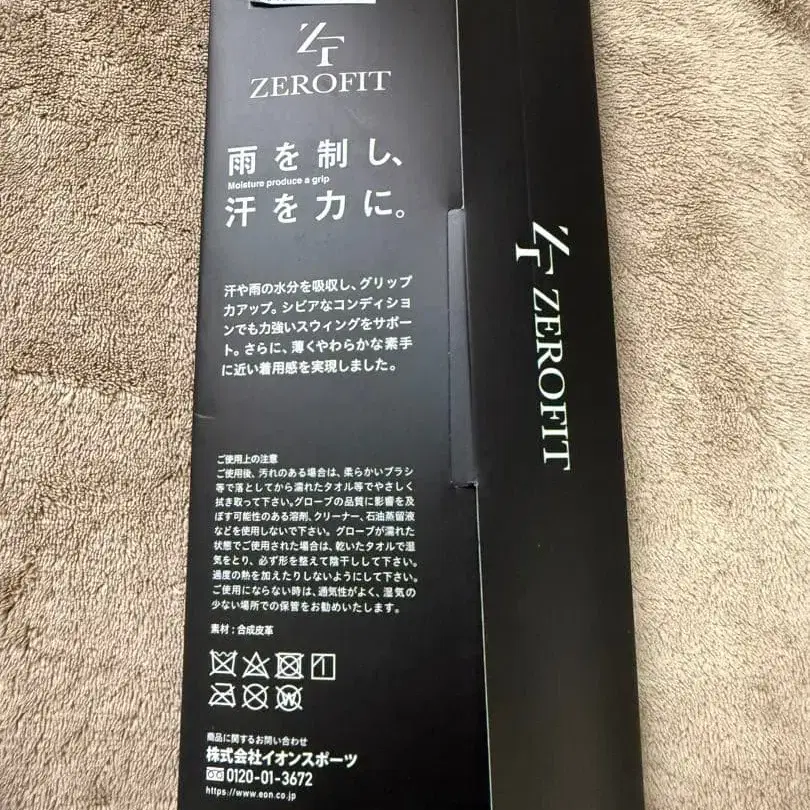 ZT
ZEROFIT
雨を制し、
Moisture produce a grip
汗を力に。
汗や雨の水分を吸収し、グリップ
力アップ。シビアなコンディショ
ンでも力強いスウィングをサポー
ト。さらに、薄くやわらかな素手
に近い着用感を実現しました。
ご使用上の注意
ご使用後、汚れのある場合は、柔らかいブラシ
等で落としてから濡れたタオル等でやさしく
拭き取って下さい。グローブの品質に影響を及
ぼす可能性のある溶剤、クリーナー、石油蒸留液
などを使用しないで下さい。グローブが濡れた
状態でご使用された場合は、乾いたタオルで湿
気をとり、必ず形を整えて陰干しして下さい。
過度の熱を加えたりしないようにして下さい。
ご使用にならない時は、通気性がよく、湿気の
少ない場所での保管をお勧めいたします。
素材：合成皮革
W
商品に関するお問い合わせ
株式会社イオンスポーツ
0120-01-3672
https://www.eon.co.jp
ZT ZEROFIT